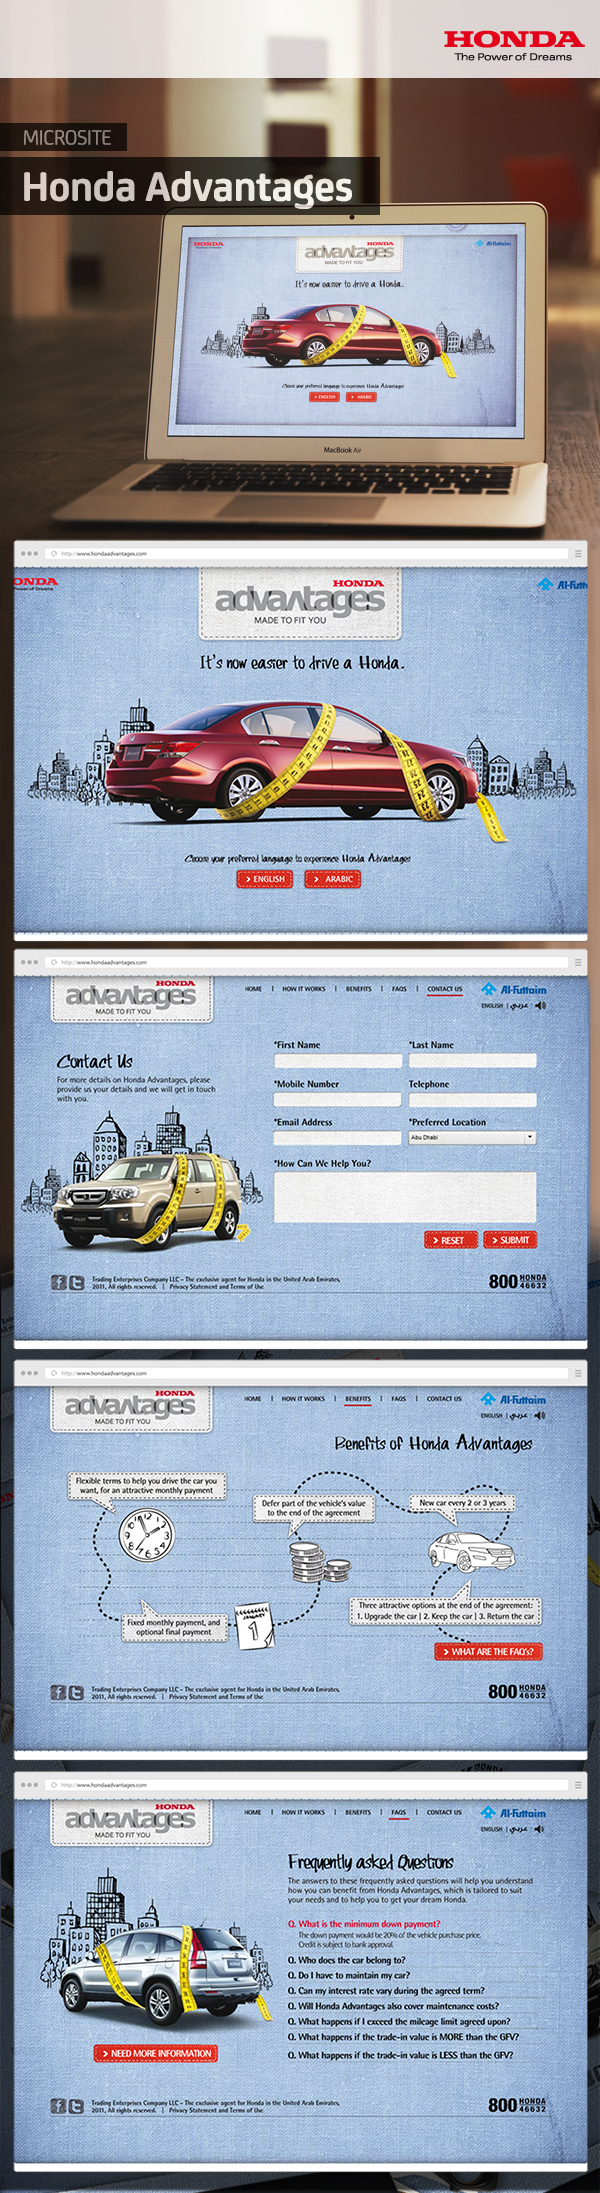 HONDA
The Power of Dreams
MICROSITE
Honda Advantages
HONDA
Al-Futtaim
HONDA
advantages
MADE TO FIT YOU
It's now easier to drive a Honda.
Choose your preferred language to experience Honda Advantages
ENGLISH ARABIC
MacBook Air
http://www.hondaadvantages.com
ONDA
Power of Dreams
HONDA
advantages
MADE TO FIT YOU
Al-Futt
It's now easier to drive a Honda.
Choose your preferred language to experience Honda Advantages
ENGLISH ARABIC
http://www.hondaadvantages.com
HONDA
advantages
MADE TO FIT YOU
HOME | HOW IT WORKS | BENEFITS | FAQS | CONTACT US
Al-Futtaim
ENGLISH | عربي
Contact Us
For more details on Honda Advantages, please
provide us your details and we will get in touch
with you.
*First Name *Last Name
*Mobile Number Telephone
*Email Address *Preferred Location
Abu Dhabi
*How Can We Help You?
RESET SUBMIT
Trading Enterprises Company LLC - The exclusive agent for Honda in the United Arab Emirates,
2011, All rights reserved. | Privacy Statement and Terms of Use
800 HONDA
46632
http://www.hondaadvantages.com
HONDA
advantages
MADE TO FIT YOU
HOME | HOW IT WORKS | BENEFITS | FAQS | CONTACT US
Al-Futtaim
ENGLISH | عربي
Benefits of Honda Advantages
Flexible terms to help you drive the car you
want, for an attractive monthly payment
Defer part of the vehicle's value
to the end of the agreement
New car every 2 or 3 years
Fixed monthly payment, and
optional final payment
JANUARY
1
Three attractive options at the end of the agreement:
1. Upgrade the car | 2. Keep the car | 3. Return the car
WHAT ARE THE FAQ's?
Trading Enterprises Company LLC - The exclusive agent for Honda in the United Arab Emirates,
2011, All rights reserved. | Privacy Statement and Terms of Use
800 HONDA
46632
http://www.hondaadvantages.com
HONDA
advantages
MADE TO FIT YOU
HOME | HOW IT WORKS | BENEFITS | FAQS | CONTACT US
Al-Futtaim
ENGLISH | عربي
Frequently asked Questions
The answers to these frequently asked questions will help you understand
how you can benefit from Honda Advantages, which is tailored to suit
your needs and to help you to get your dream Honda.
Q. What is the minimum down payment?
The down payment would be 20% of the vehicle purchase price.
Credit is subject to bank approval.
Q. Who does the car belong to?
Q. Do I have to maintain my car?
Q. Can my interest rate vary during the agreed term?
Q. Will Honda Advantages also cover maintenance costs?
Q. What happens if I exceed the mileage limit agreed upon?
Q. What happens if the trade-in value is MORE than the GFV?
Q. What happens if the trade-in value is LESS than the GFV?
NEED MORE INFORMATION
Trading Enterprises Company LLC - The exclusive agent for Honda in the United Arab Emirates,
2011, All rights reserved. | Privacy Statement and Terms of Use
800 HONDA
46632